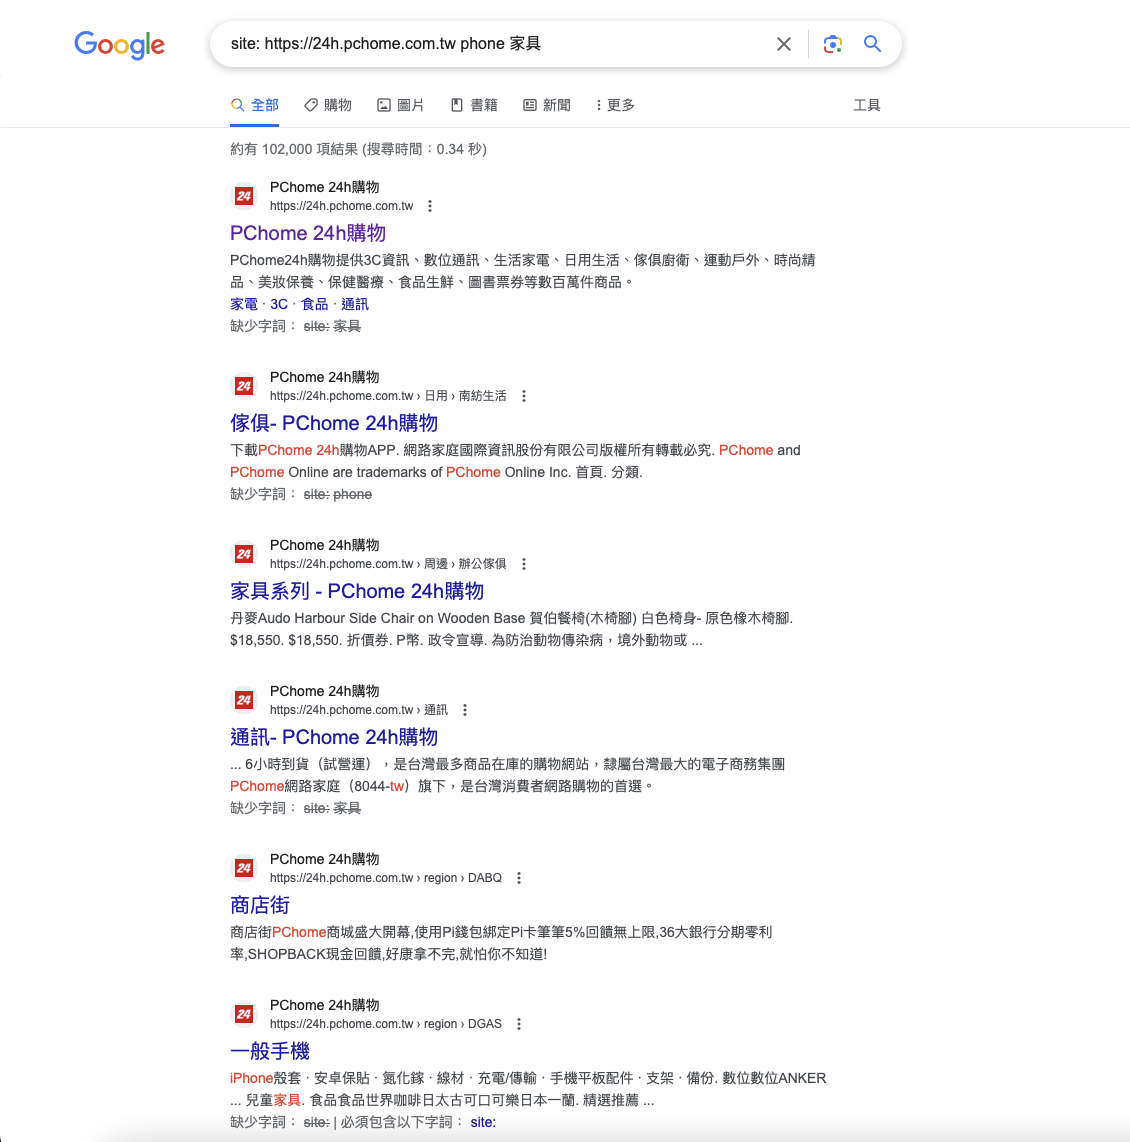 Google
site: https://24h.pchome.com.tw phone 家具
全部 購物 圖片 書籍 新聞 更多 工具
約有 102,000 項結果 (搜尋時間：0.34 秒)
24
PChome 24h購物
https://24h.pchome.com.tw
PChome 24h購物
PChome24h購物提供3C資訊、數位通訊、生活家電、日用生活、傢俱廚衛、運動戶外、時尚精
品、美妝保養、保健醫療、食品生鮮、圖書票券等數百萬件商品。
家電 · 3C · 食品 · 通訊
缺少字詞： site: 家具
24
PChome 24h購物
https://24h.pchome.com.tw › 日用 › 南紡生活
傢俱- PChome 24h購物
下載PChome 24h購物APP. 網路家庭國際資訊股份有限公司版權所有轉載必究. PChome and
PChome Online are trademarks of PChome Online Inc. 首頁. 分類.
缺少字詞： site: phone
24
PChome 24h購物
https://24h.pchome.com.tw › 周邊 › 辦公傢俱
家具系列 - PChome 24h購物
丹麥Audo Harbour Side Chair on Wooden Base 賀伯餐椅(木椅腳) 白色椅身- 原色橡木椅腳.
$18,550. $18,550. 折價券. P幣. 政令宣導. 為防治動物傳染病，境外動物或 ...
24
PChome 24h購物
https://24h.pchome.com.tw › 通訊
通訊- PChome 24h購物
... 6小時到貨（試營運），是台灣最多商品在庫的購物網站，隸屬台灣最大的電子商務集團
PChome網路家庭（8044-tw）旗下，是台灣消費者網路購物的首選。
缺少字詞： site: 家具
24
PChome 24h購物
https://24h.pchome.com.tw › region › DABQ
商店街
商店街PChome商城盛大開幕,使用Pi錢包綁定Pi卡筆筆5%回饋無上限,36大銀行分期零利
率,SHOPBACK現金回饋,好康拿不完,就怕你不知道!
24
PChome 24h購物
https://24h.pchome.com.tw › region › DGAS
一般手機
iPhone殼套 · 安卓保貼 · 氮化鎵 · 線材 · 充電/傳輸 · 手機平板配件 · 支架 · 備份. 數位數位ANKER
... 兒童家具. 食品食品世界咖啡日太古可口可樂日本一蘭. 精選推薦 ...
缺少字詞： site: | 必須包含以下字詞： site: